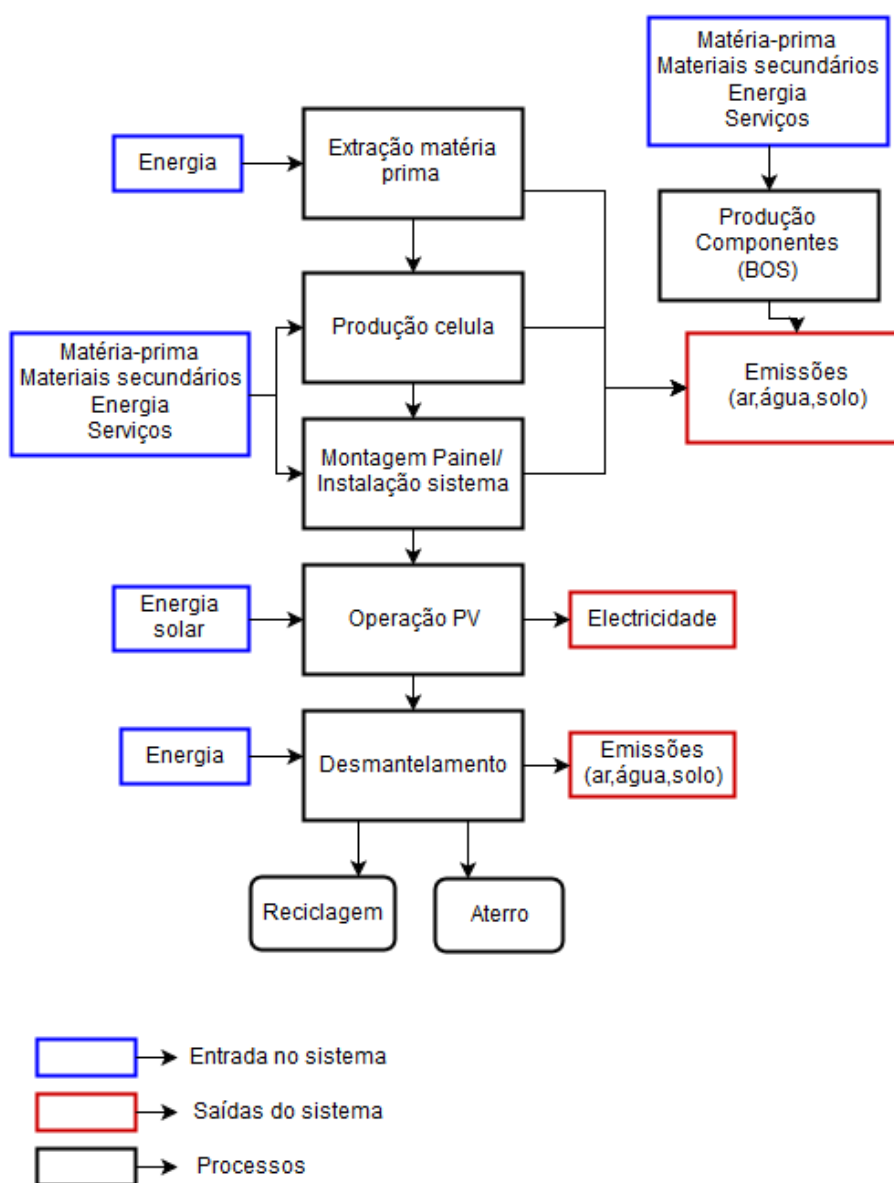 Matéria-prima
Materiais secundários
Energia
Serviços
Energia
Extração matéria
prima
Produção
Componentes
(BOS)
Produção celula
Matéria-prima
Materiais secundários
Energia
Serviços
Emissões
(ar,água,solo)
Montagem Painel/
Instalação sistema
Energia
solar
Operação PV
Electricidade
Energia
Desmantelamento
Emissões
(ar,água,solo)
Reciclagem
Aterro
Entrada no sistema
Saídas do sistema
Processos